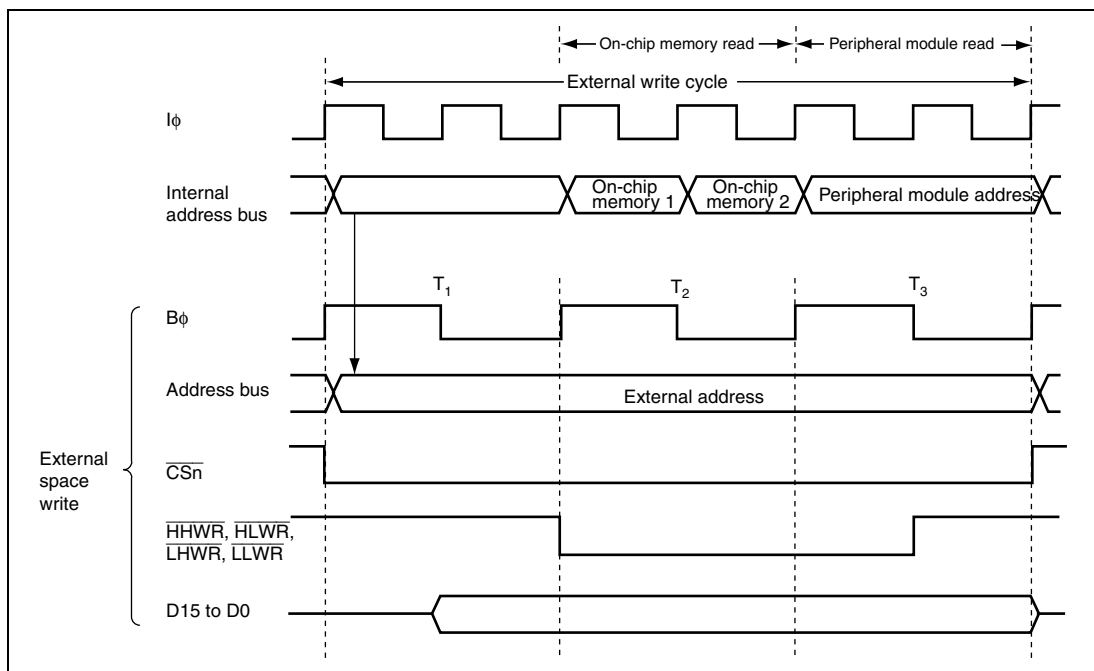 On-chip memory read Peripheral module read
External write cycle
Iϕ
Internal
address bus
On-chip
memory 1
On-chip
memory 2
Peripheral module address
T1 T2 T3
Bϕ
Address bus
External address
External
space
write
CSn
HHWR, HLWR,
LHWR, LLWR
D15 to D0